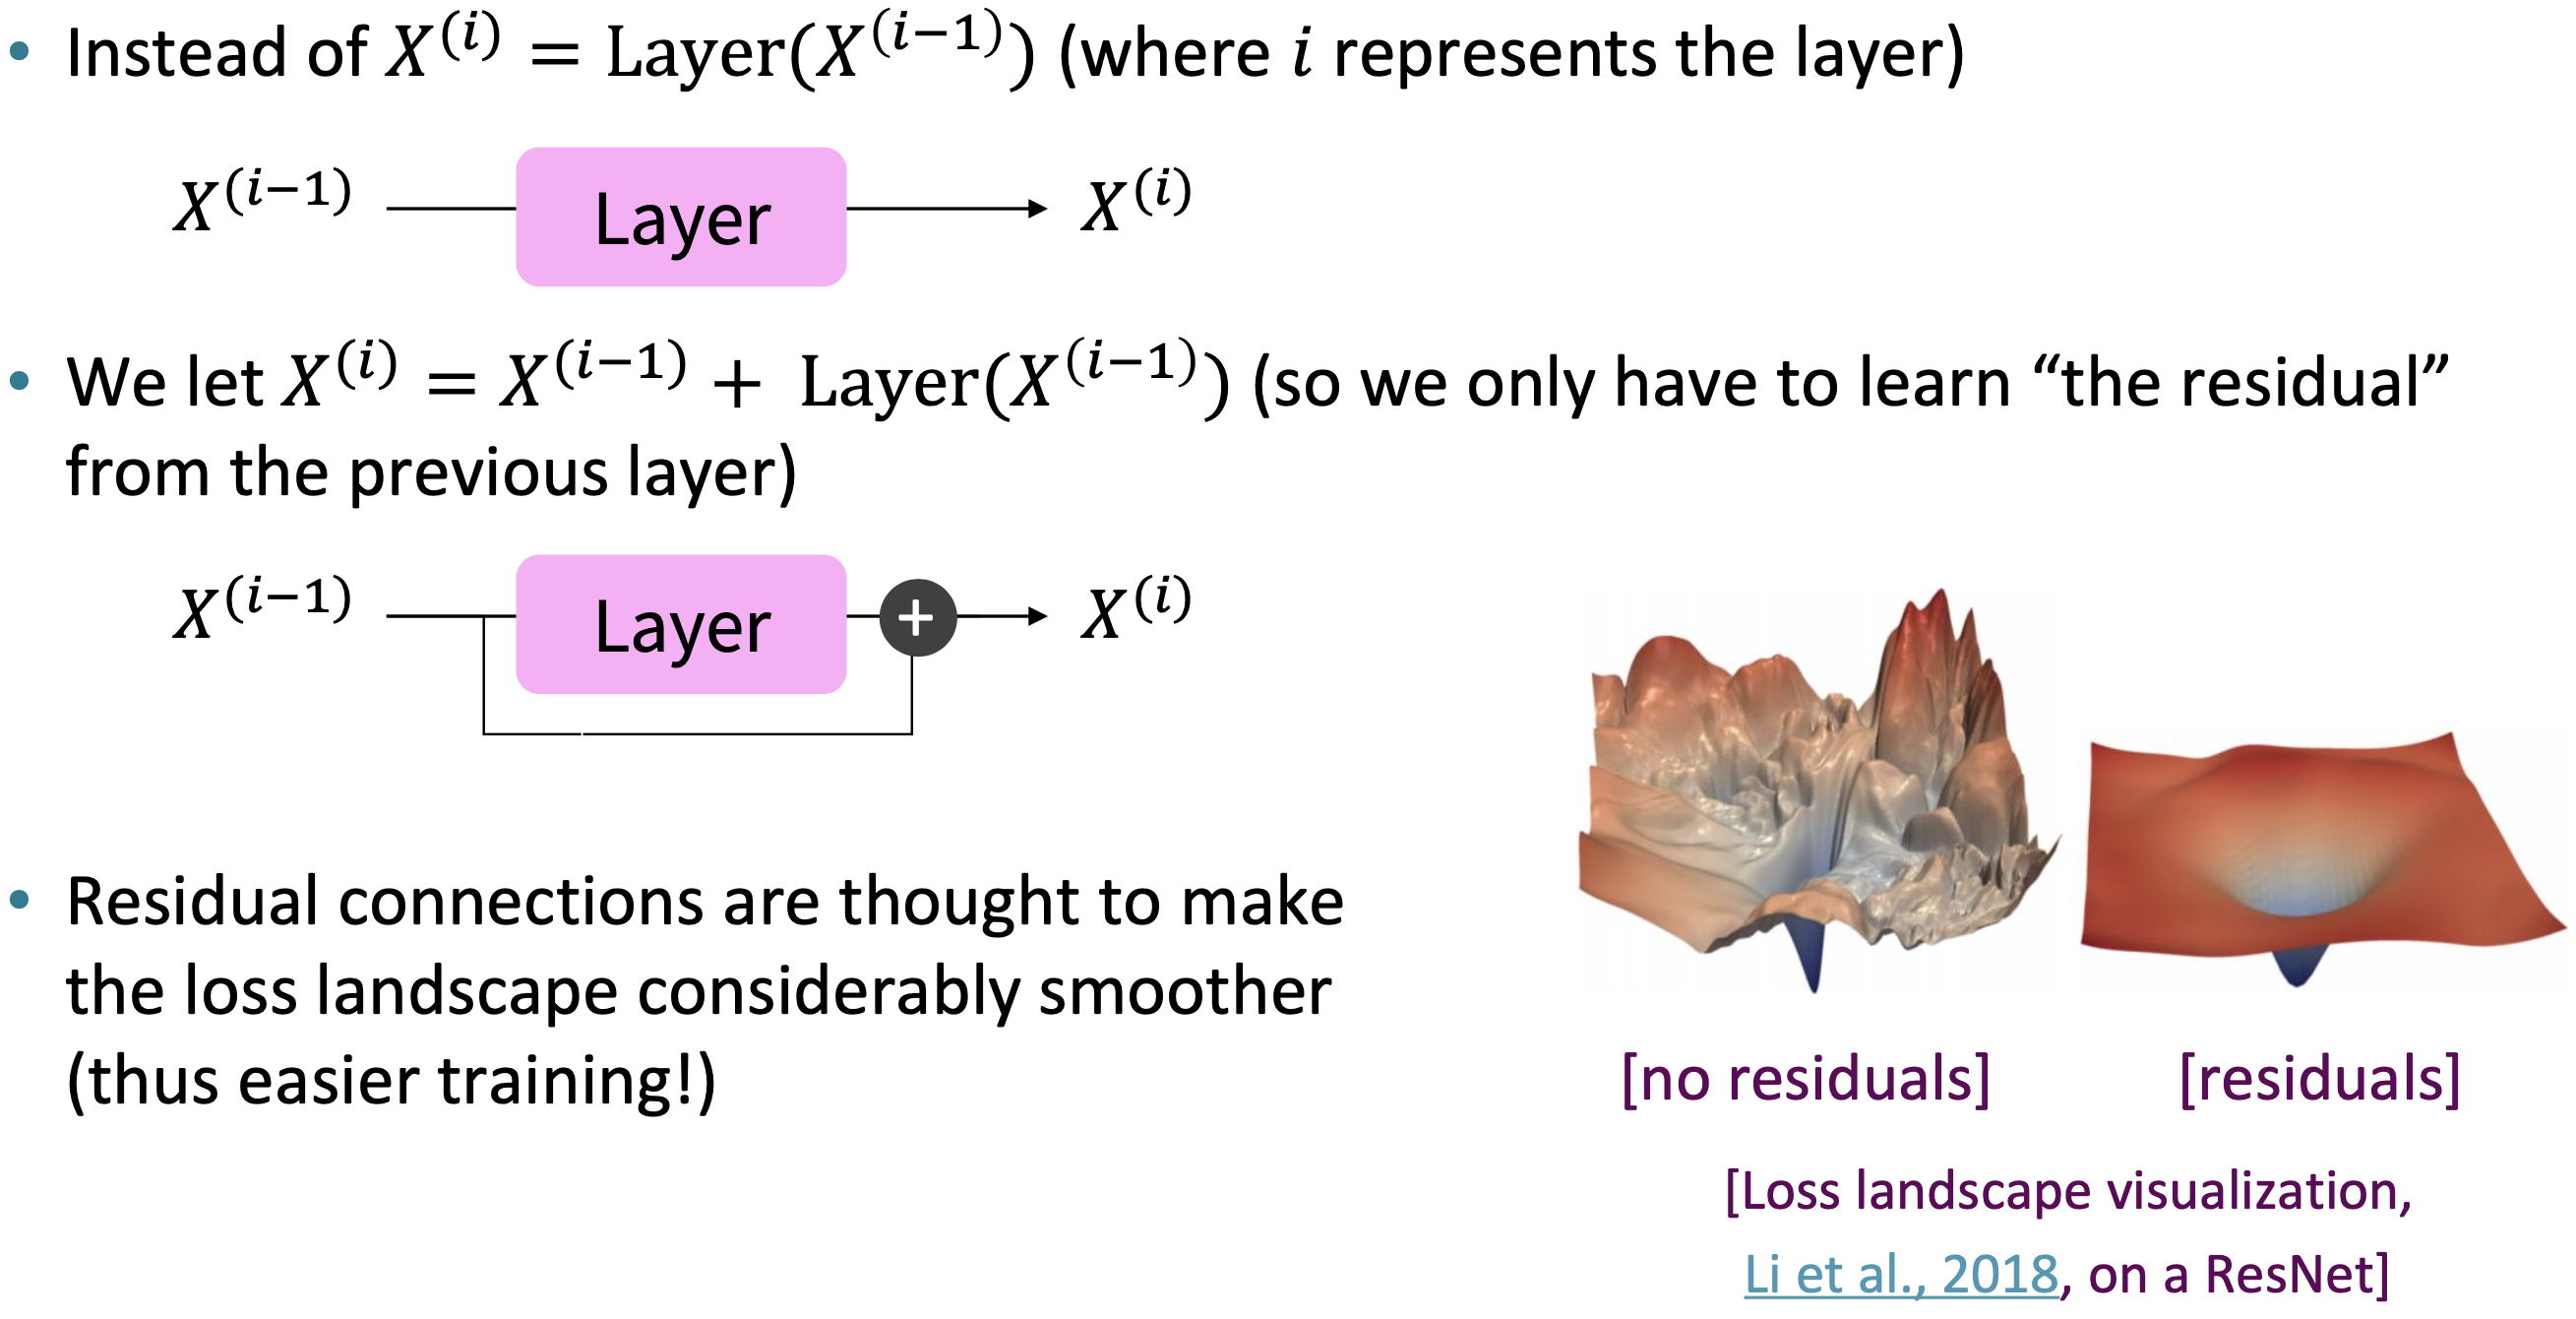 • Instead of X^(i) = Layer(X^(i−1)) (where i represents the layer)
X^(i−1) Layer X^(i)
• We let X^(i) = X^(i−1) + Layer(X^(i−1)) (so we only have to learn “the residual”
from the previous layer)
X^(i−1) Layer + X^(i)
• Residual connections are thought to make
the loss landscape considerably smoother
(thus easier training!)
[no residuals] [residuals]
[Loss landscape visualization,
Li et al., 2018, on a ResNet]